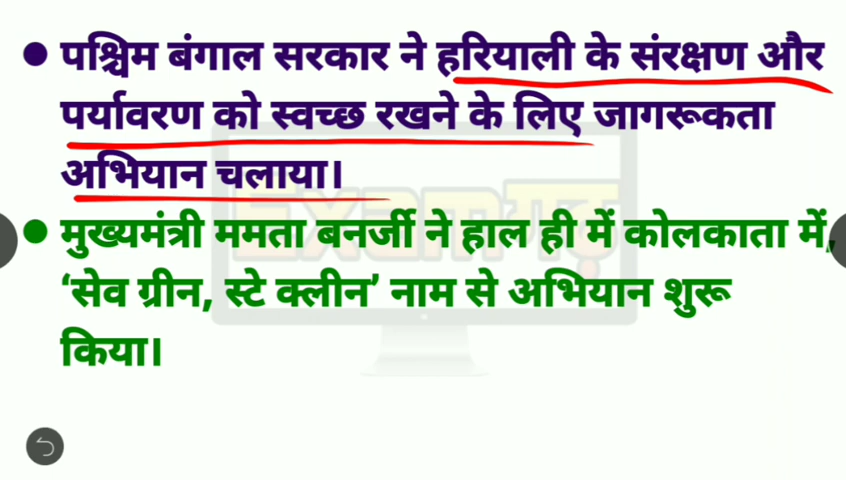 ● पश्चिम बंगाल सरकार ने हरियाली के संरक्षण और
पर्यावरण को स्वच्छ रखने के लिए जागरूकता
अभियान चलाया।
● मुख्यमंत्री ममता बनर्जी ने हाल ही में कोलकाता में,
‘सेव ग्रीन, स्टे क्लीन’ नाम से अभियान शुरू
किया।
Examगुरु